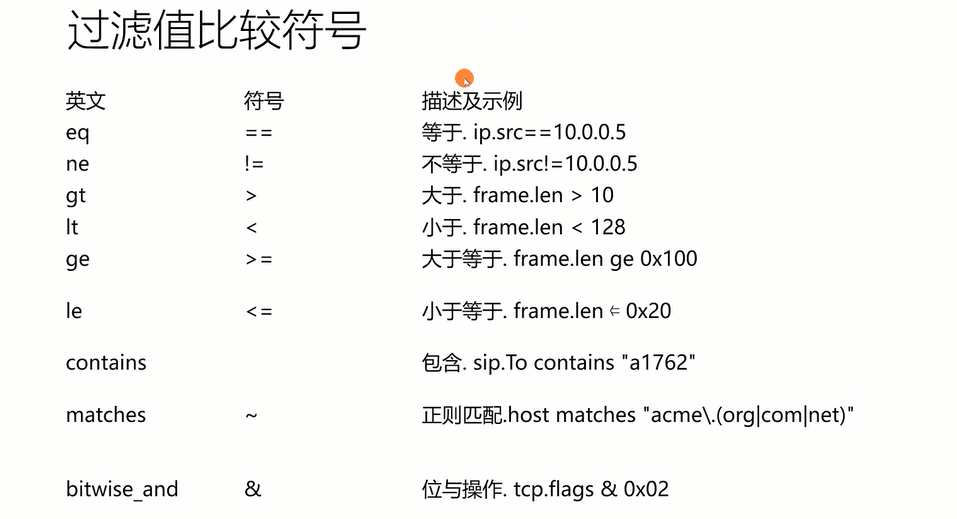 过滤值比较符号
英文 符号 描述及示例
eq == 等于. ip.src==10.0.0.5
ne != 不等于. ip.src!=10.0.0.5
gt > 大于. frame.len > 10
lt < 小于. frame.len < 128
ge >= 大于等于. frame.len ge 0x100
le <= 小于等于. frame.len ⇐ 0x20
contains 包含. sip.To contains "a1762"
matches ~ 正则匹配.host matches "acme\.(org|com|net)"
bitwise_and & 位与操作. tcp.flags & 0x02